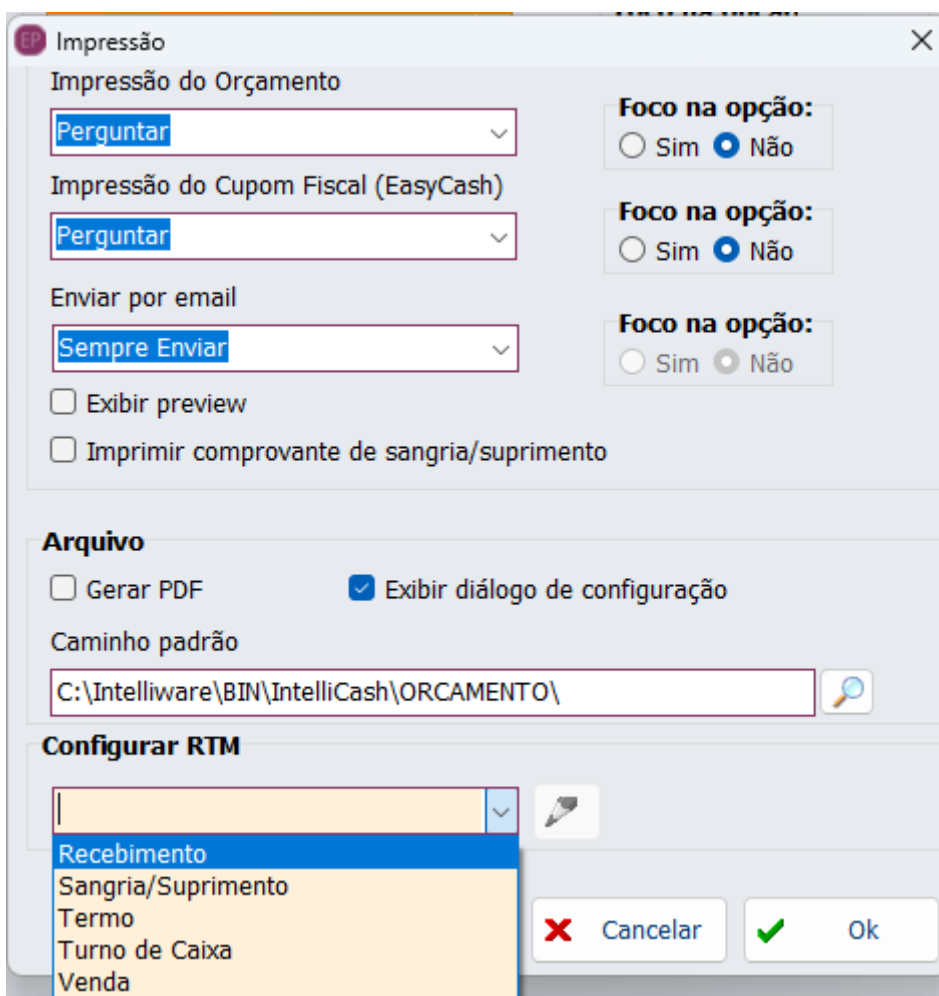 EP Impressão
Impressão do Orçamento
Perguntar
Foco na opção:
Sim Não
Impressão do Cupom Fiscal (EasyCash)
Perguntar
Foco na opção:
Sim Não
Enviar por email
Sempre Enviar
Foco na opção:
Sim Não
Exibir preview
Imprimir comprovante de sangria/suprimento
Arquivo
Gerar PDF Exibir diálogo de configuração
Caminho padrão
C:\Intelliware\BIN\IntelliCash\ORCAMENTO\
Configurar RTM
Recebimento
Sangria/Suprimento
Termo
Turno de Caixa
Venda
Cancelar Ok